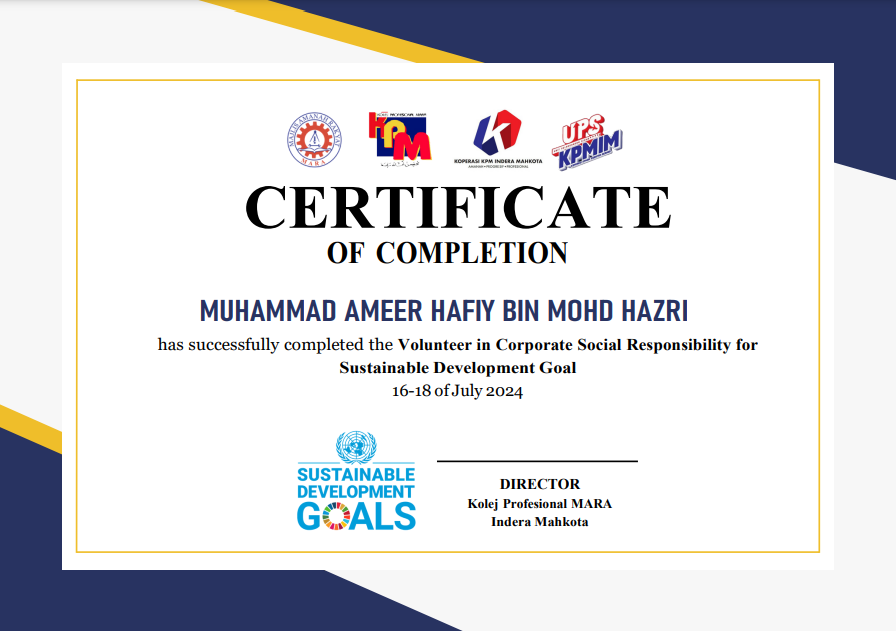 MAJLIS AMANAH RAKYAT
MARA
KPM
KOPERASI KPM INDERA MAHKOTA
UPS
KPMIM
CERTIFICATE
OF COMPLETION
MUHAMMAD AMEER HAFIY BIN MOHD HAZRI
has successfully completed the Volunteer in Corporate Social Responsibility for
Sustainable Development Goal
16-18 of July 2024
SUSTAINABLE
DEVELOPMENT
GOALS
DIRECTOR
Kolej Profesional MARA
Indera Mahkota